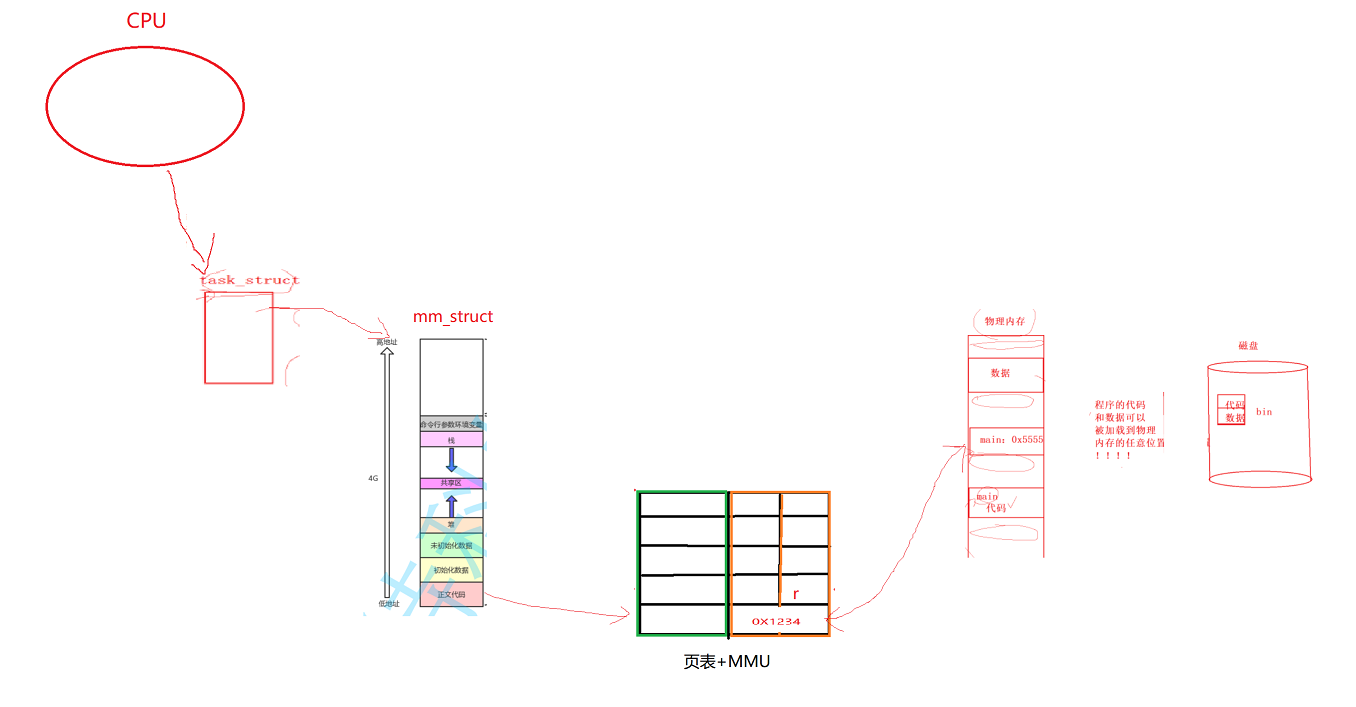 CPU
task_struct
mm_struct
高地址
命令行参数环境变量
栈
共享区
堆
未初始化数据
初始化数据
正文代码
4G
低地址
r
0X1234
页表+MMU
物理内存
数据
main: 0x5555
main
代码
程序的代码
和数据可以
被加载到物理
内存的任意位置
！！！！
磁盘
代码
数据
bin